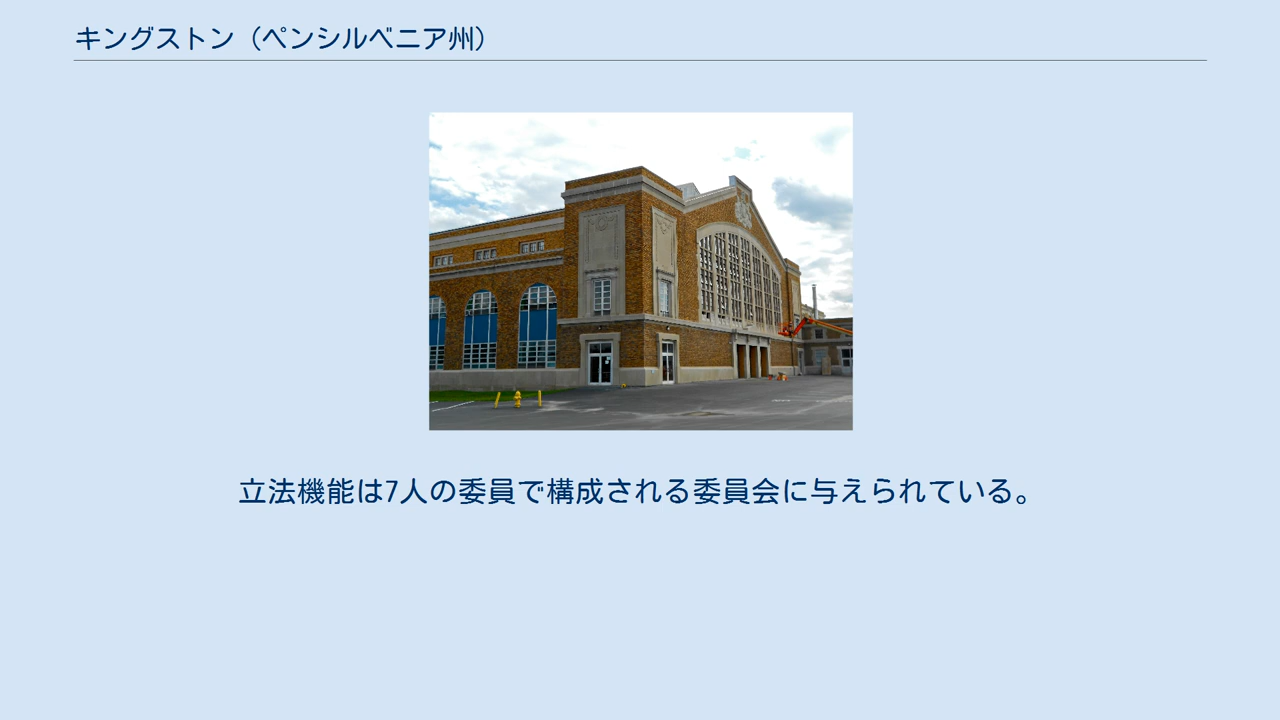 キングストン（ペンシルベニア州）
立法機能は7人の委員で構成される委員会に与えられている。